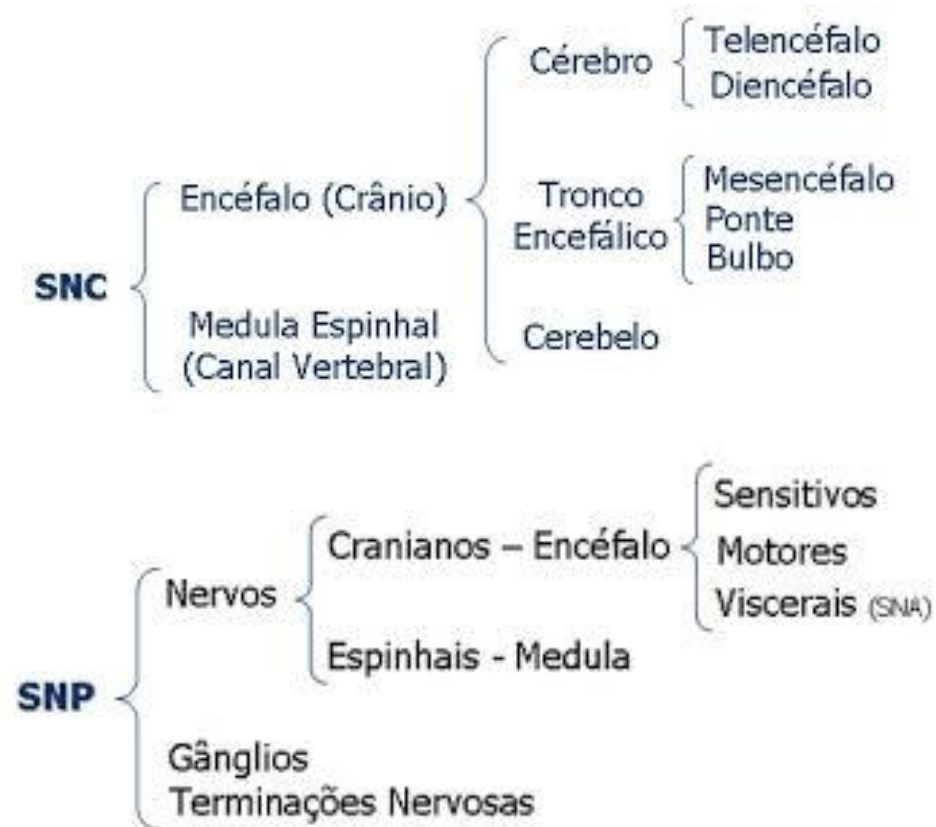 SNC
Encéfalo (Crânio)
Cérebro
Telencéfalo
Diencéfalo
Tronco
Encefálico
Mesencéfalo
Ponte
Bulbo
Cerebelo
Medula Espinhal
(Canal Vertebral)
SNP
Nervos
Cranianos – Encéfalo
Sensitivos
Motores
Viscerais (SNA)
Espinhais - Medula
Gânglios
Terminações Nervosas